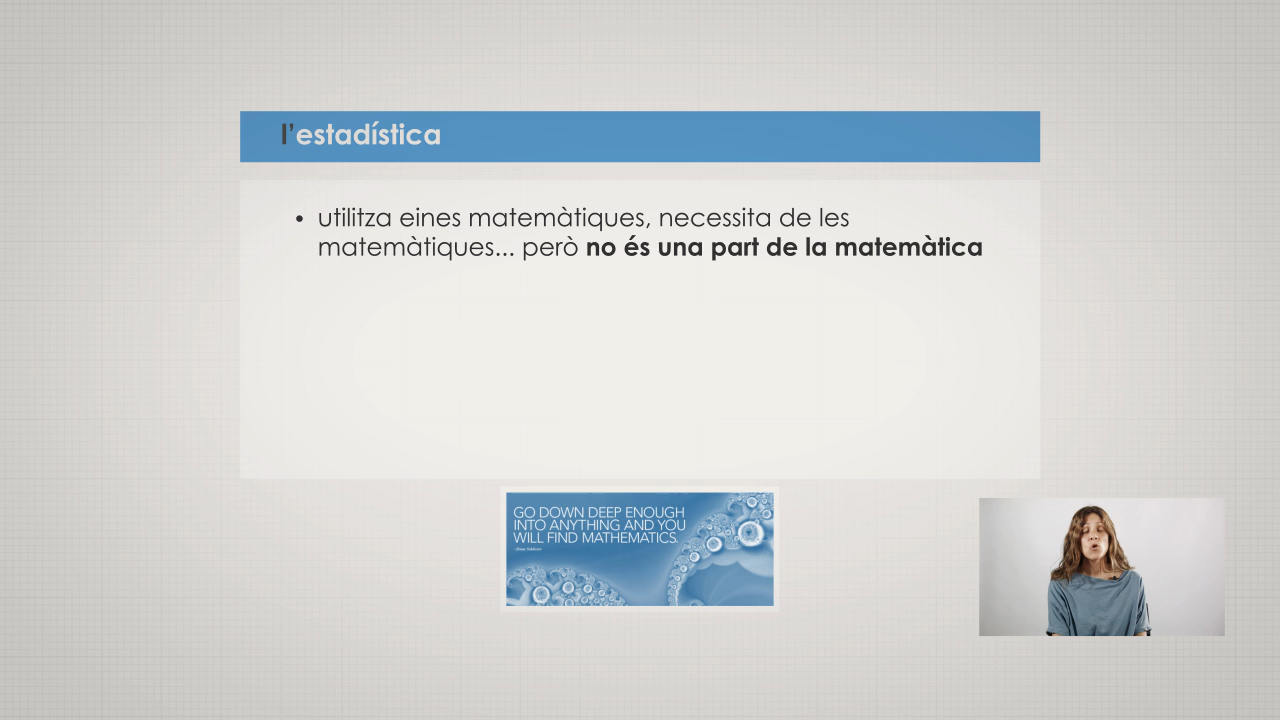 l'estadística
• utilitza eines matemàtiques, necessita de les
matemàtiques... però no és una part de la matemàtica
GO DOWN DEEP ENOUGH
INTO ANYTHING AND YOU
WILL FIND MATHEMATICS.